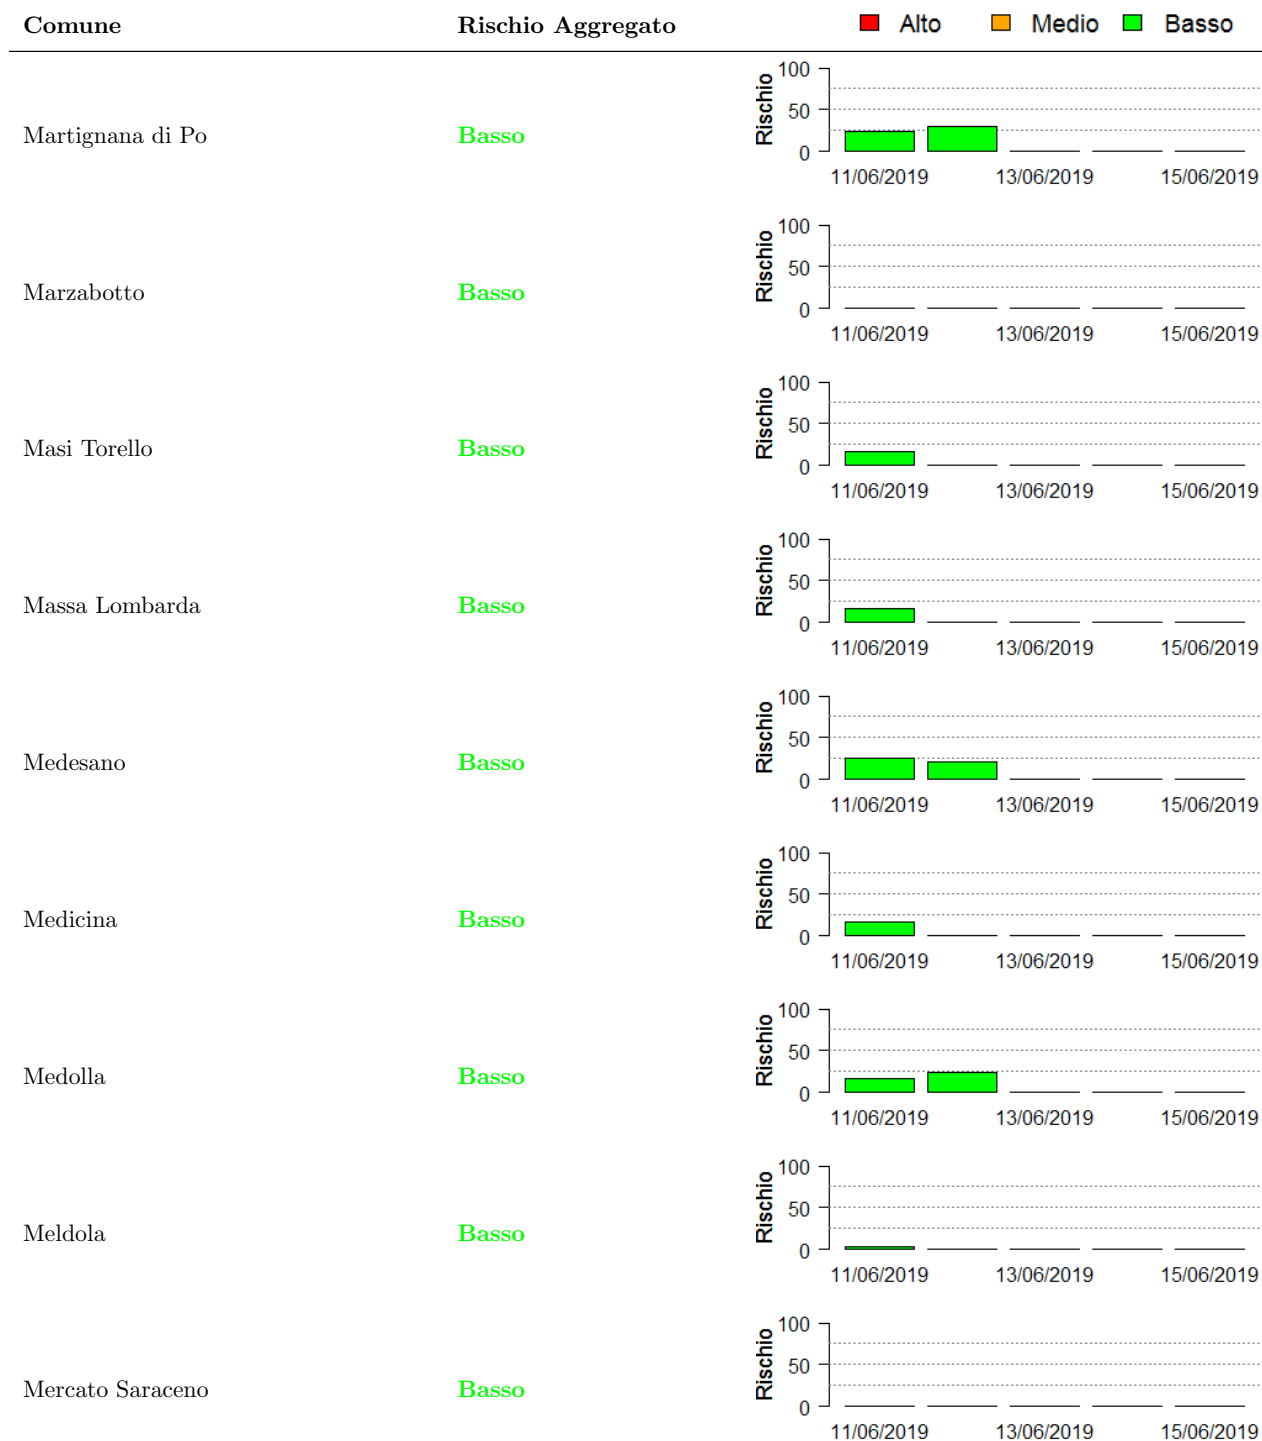 Comune Rischio Aggregato Alto Medio Basso
100
50
0
Rischio
Martignana di Po Basso
11/06/2019 13/06/2019 15/06/2019
100
50
0
Rischio
Marzabotto Basso
11/06/2019 13/06/2019 15/06/2019
100
50
0
Rischio
Masi Torello Basso
11/06/2019 13/06/2019 15/06/2019
100
50
0
Rischio
Massa Lombarda Basso
11/06/2019 13/06/2019 15/06/2019
100
50
0
Rischio
Medesano Basso
11/06/2019 13/06/2019 15/06/2019
100
50
0
Rischio
Medicina Basso
11/06/2019 13/06/2019 15/06/2019
100
50
0
Rischio
Medolla Basso
11/06/2019 13/06/2019 15/06/2019
100
50
0
Rischio
Meldola Basso
11/06/2019 13/06/2019 15/06/2019
100
50
0
Rischio
Mercato Saraceno Basso
11/06/2019 13/06/2019 15/06/2019